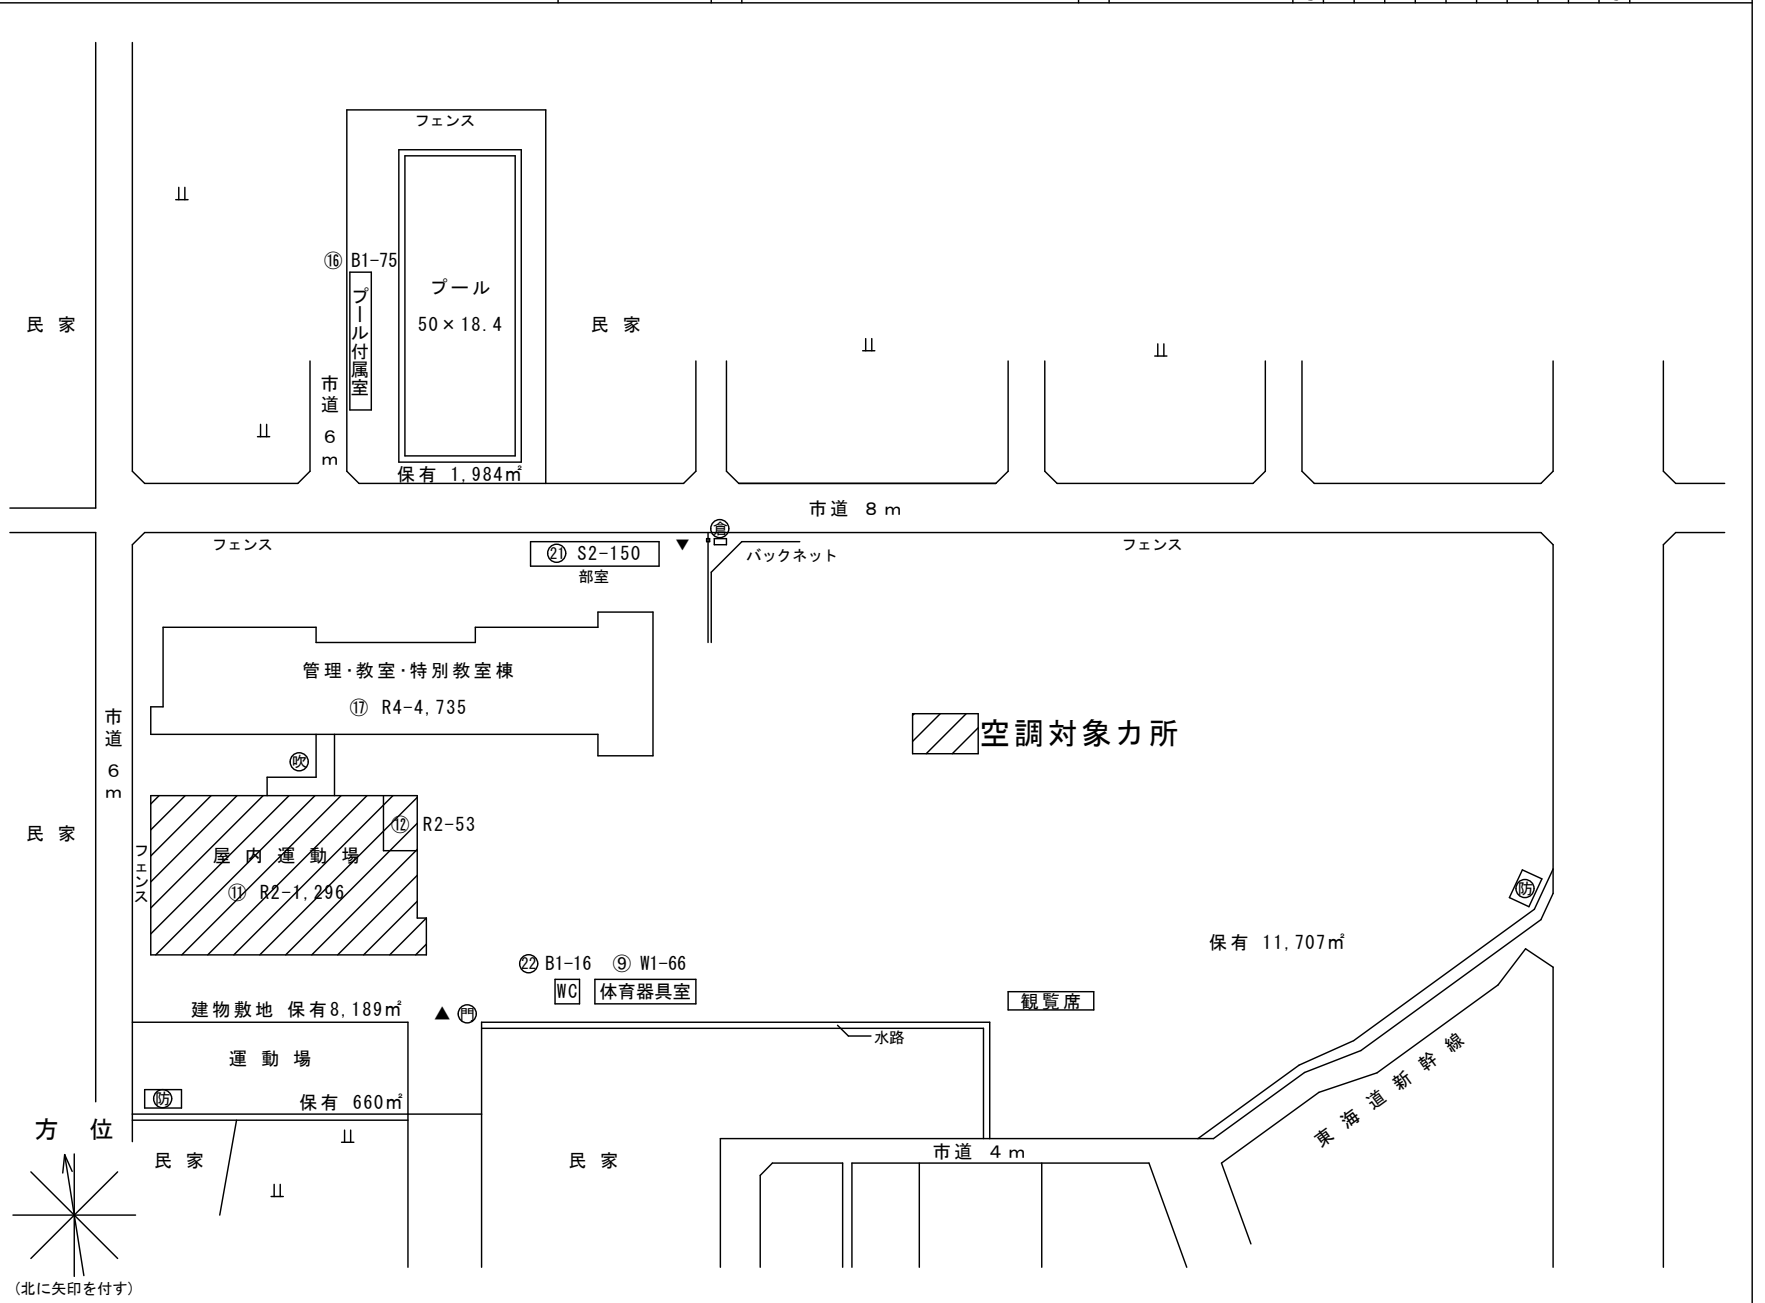 フェンス
⑯ B1-75
プール
50×18.4
プール付属室
民家
民家
市道 6m
保有 1,984㎡
市道 8m
倉
フェンス
㉑ S2-150
部室
▼
バックネット
フェンス
管理・教室・特別教室棟
⑰ R4-4,735
市道 6m
吹
空調対象カ所
⑫ R2-53
民家
フェンス
屋内運動場
⑪ R2-1,296
防
保有 11,707㎡
㉒ B1-16 ⑨ W1-66
WC 体育器具室
観覧席
建物敷地 保有8,189㎡
▲ 門
水路
運動場
防
保有 660㎡
東海道新幹線
方位
民家
民家
市道 4m
(北に矢印を付す)